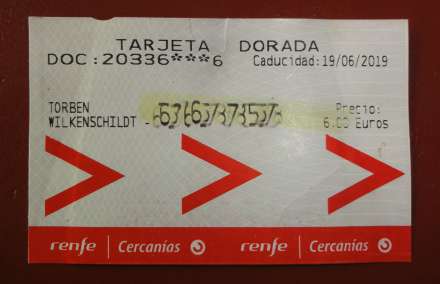 TARJETA DORADA
DOC:20336***6 Caducidad:19/06/2019
TORBEN
WILKENSCHILDT -
Precio:
6.00 Euros
renfe Cercanías renfe Cercanías